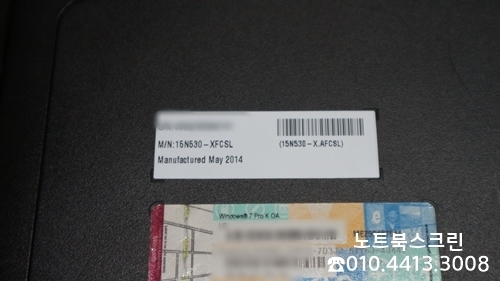 M/N:15N530-XFCSL
(15N530-X.AFCSL)
Manufactured May 2014
Windows® 7 Pro K OA
노트북스크린
☎010.4413.3008